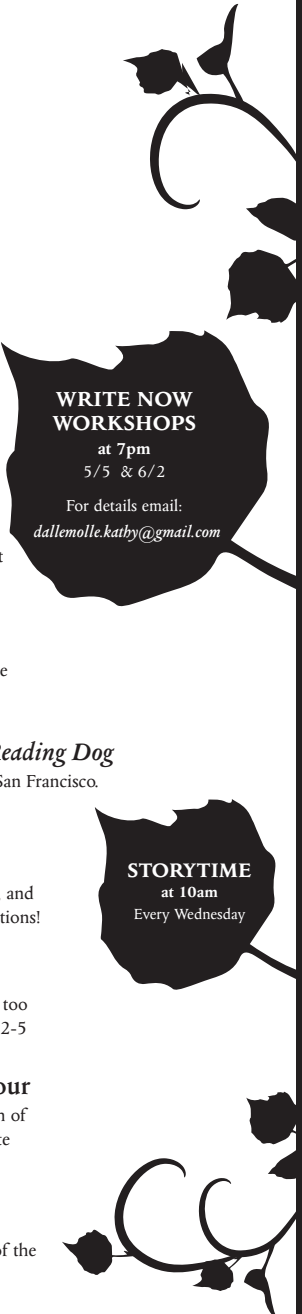 WRITE NOW
WORKSHOPS
at 7pm
5/5 & 6/2
For details email:
dallemolle.kathy@gmail.com
t
e
eading Dog
San Francisco.
STORYTIME
at 10am
Every Wednesday
and
tions!
too
2-5
our
n of
te
of the